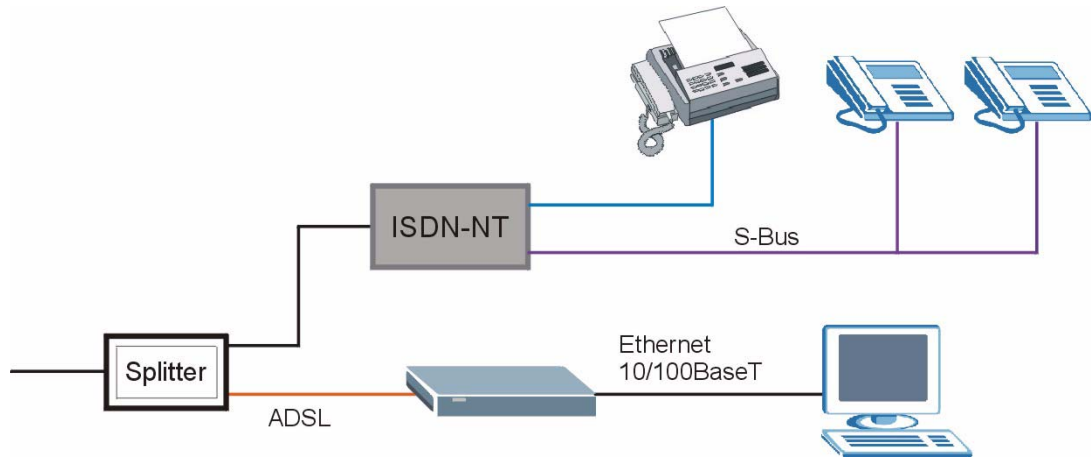 ISDN-NT
S-Bus
Splitter
ADSL
Ethernet
10/100BaseT